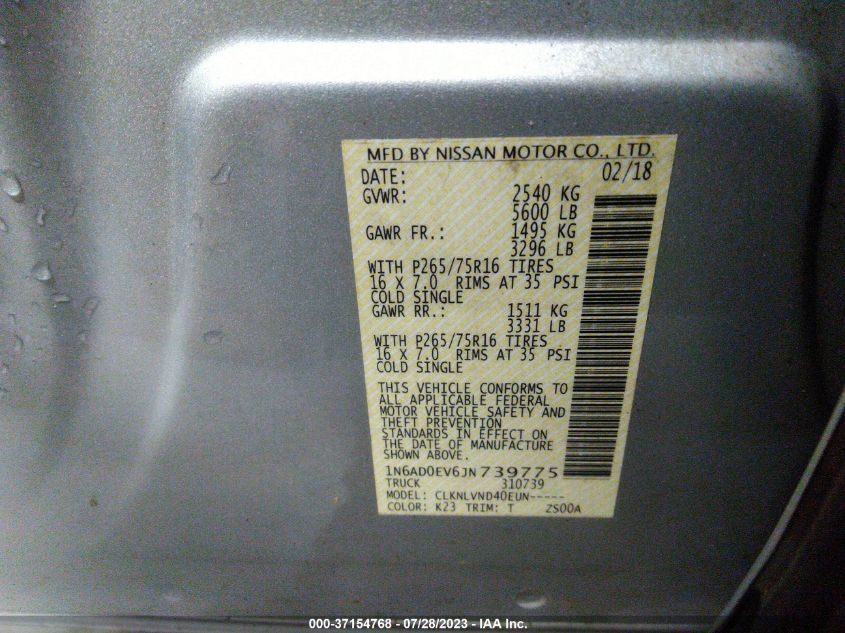 MFD BY NISSAN MOTOR CO., LTD.
DATE: 02/18
GVWR: 2540 KG
5600 LB
GAWR FR.: 1495 KG
3296 LB
WITH P265/75R16 TIRES
16 X 7.0 RIMS AT 35 PSI
COLD SINGLE
GAWR RR.: 1511 KG
3331 LB
WITH P265/75R16 TIRES
16 X 7.0 RIMS AT 35 PSI
COLD SINGLE
THIS VEHICLE CONFORMS TO
ALL APPLICABLE FEDERAL
MOTOR VEHICLE SAFETY AND
THEFT PREVENTION
STANDARDS IN EFFECT ON
THE DATE OF MANUFACTURE
SHOWN ABOVE.
1N6AD0EV6JN739775
TRUCK 310739
MODEL: CLKNLVND40EUN-----
COLOR: K23 TRIM: T ZS00A
000-37154768 - 07/28/2023 - IAA Inc.